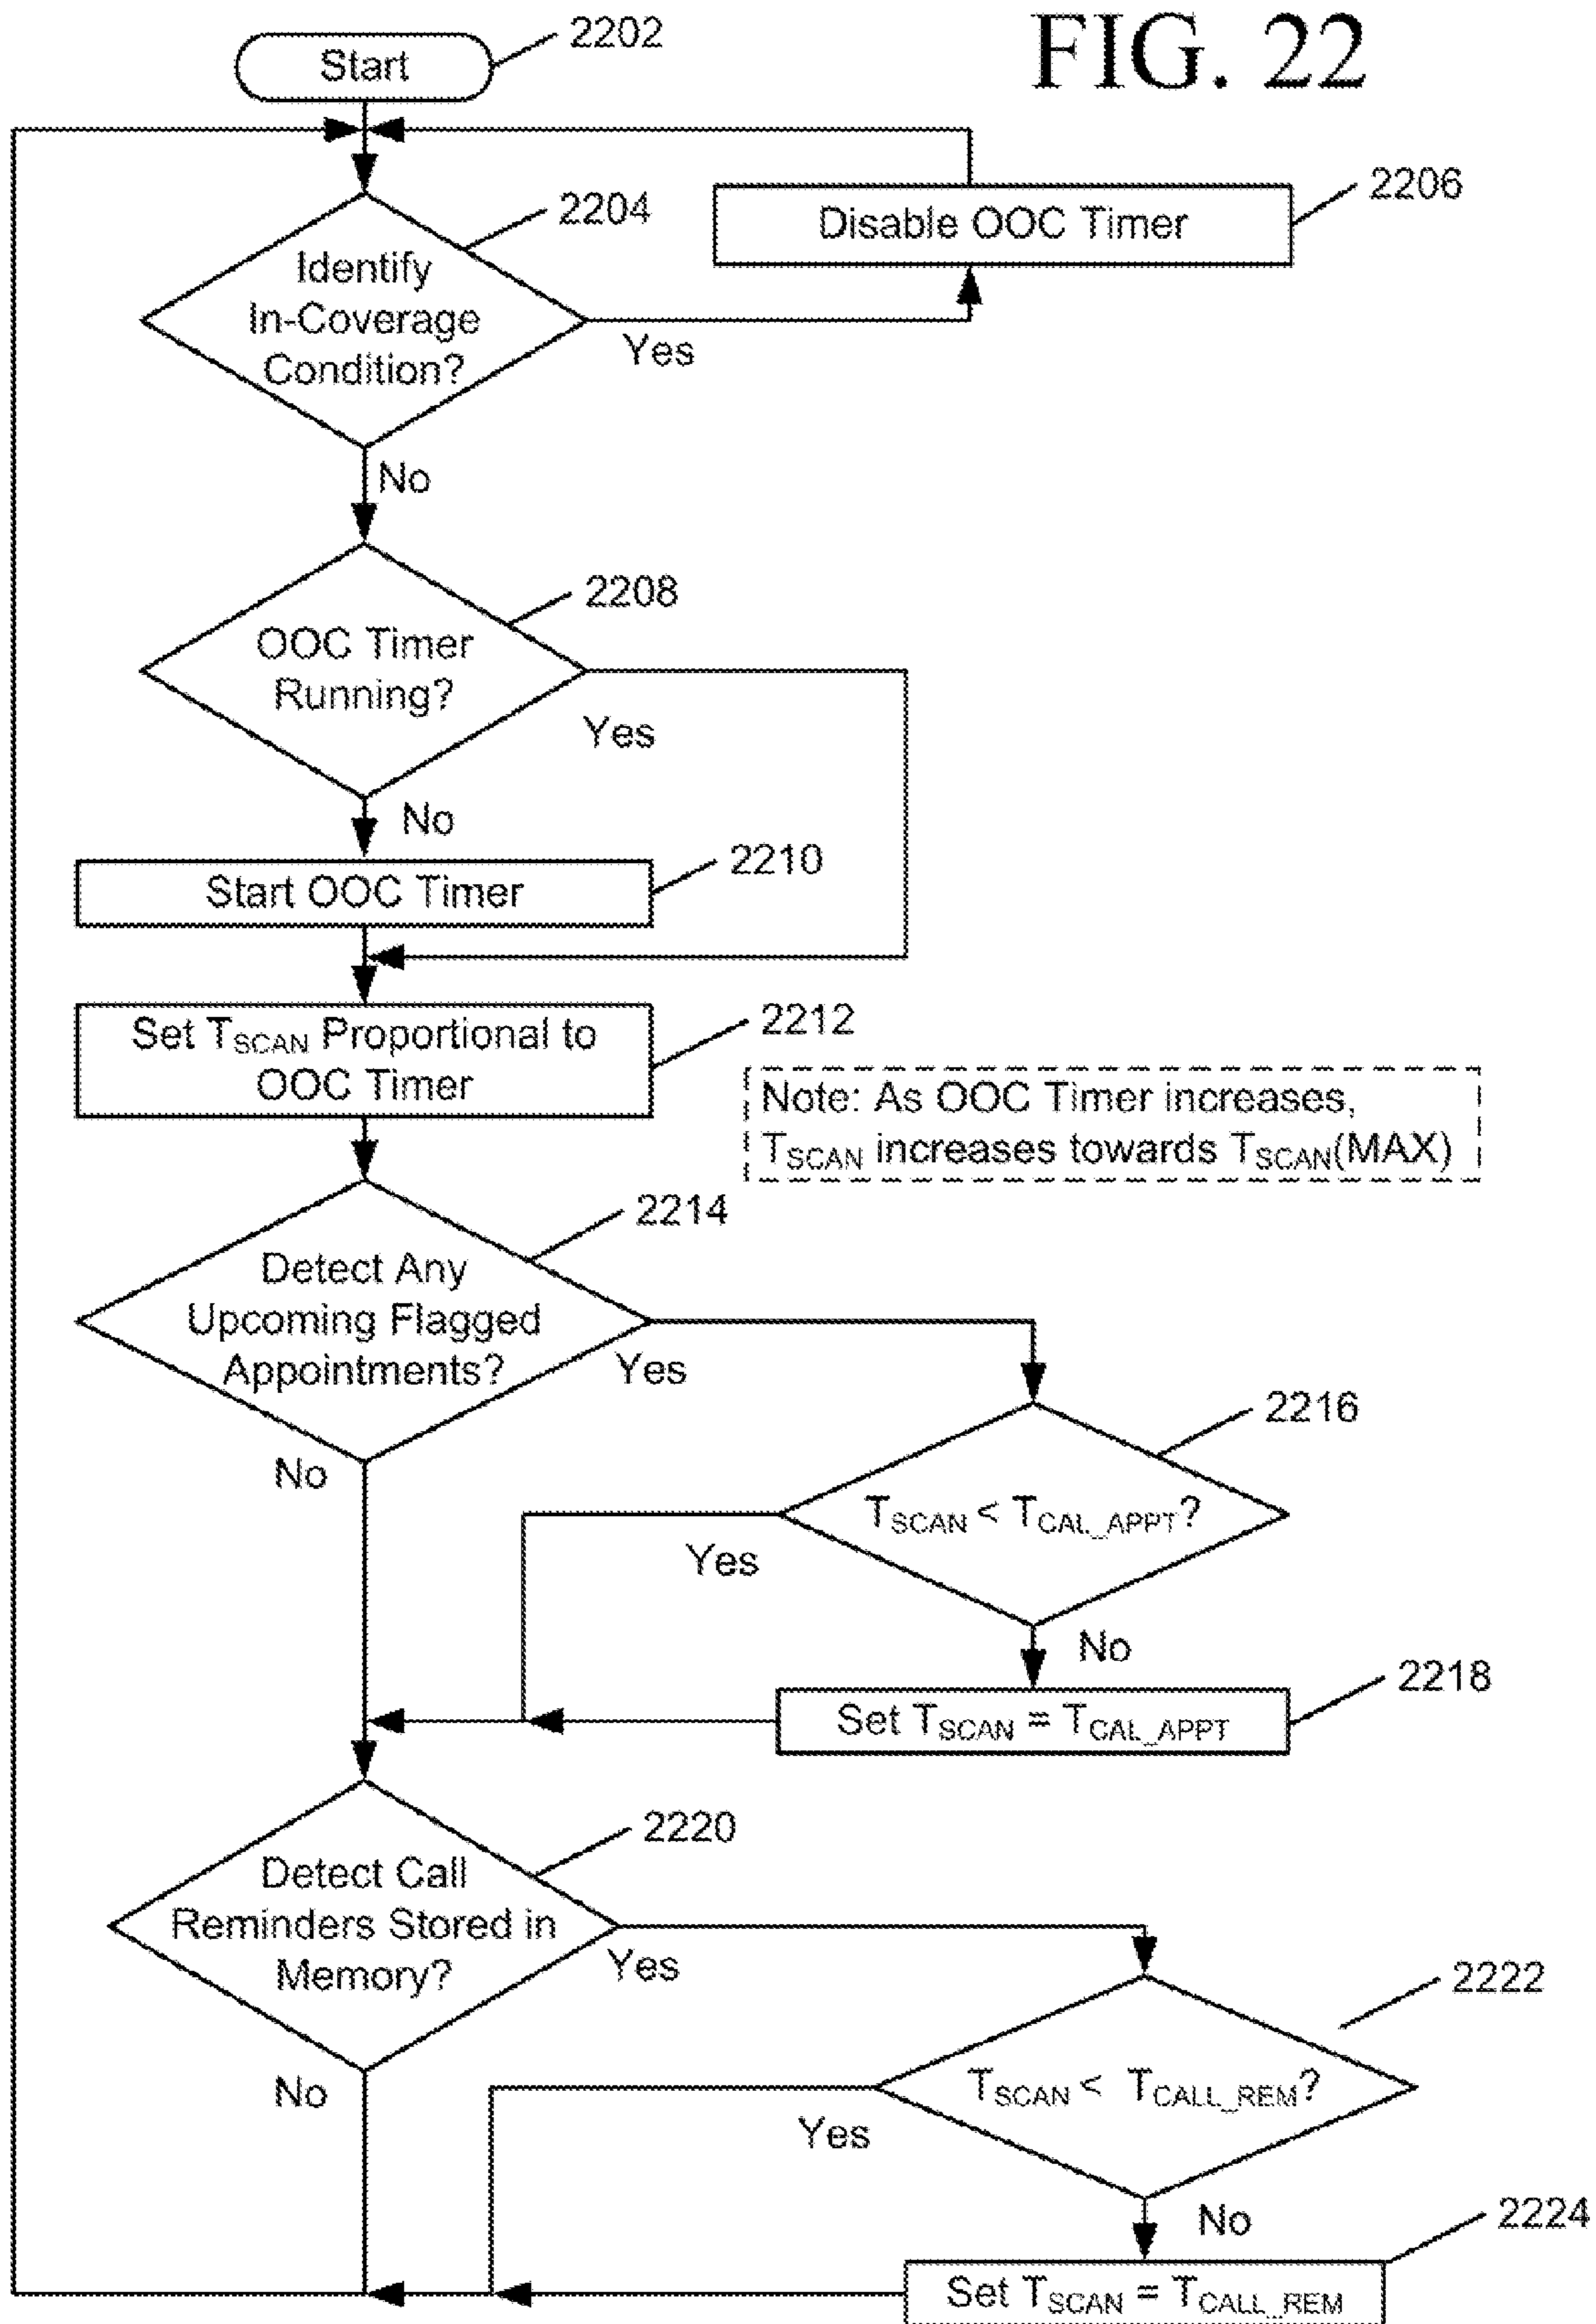 FIG. 22
Start
2202
Identify
In-Coverage
Condition?
2204
Yes
Disable OOC Timer
2206
No
OOC Timer
Running?
2208
Yes
No
Start OOC Timer
2210
Set TSCAN Proportional to
OOC Timer
2212
Note: As OOC Timer increases,
TSCAN increases towards TSCAN(MAX)
Detect Any
Upcoming Flagged
Appointments?
2214
Yes
No
TSCAN < TCAL_APPT?
2216
Yes
No
Set TSCAN = TCAL_APPT
2218
Detect Call
Reminders Stored in
Memory?
2220
Yes
No
TSCAN < TCALL_REM?
2222
Yes
No
Set TSCAN = TCALL_REM
2224